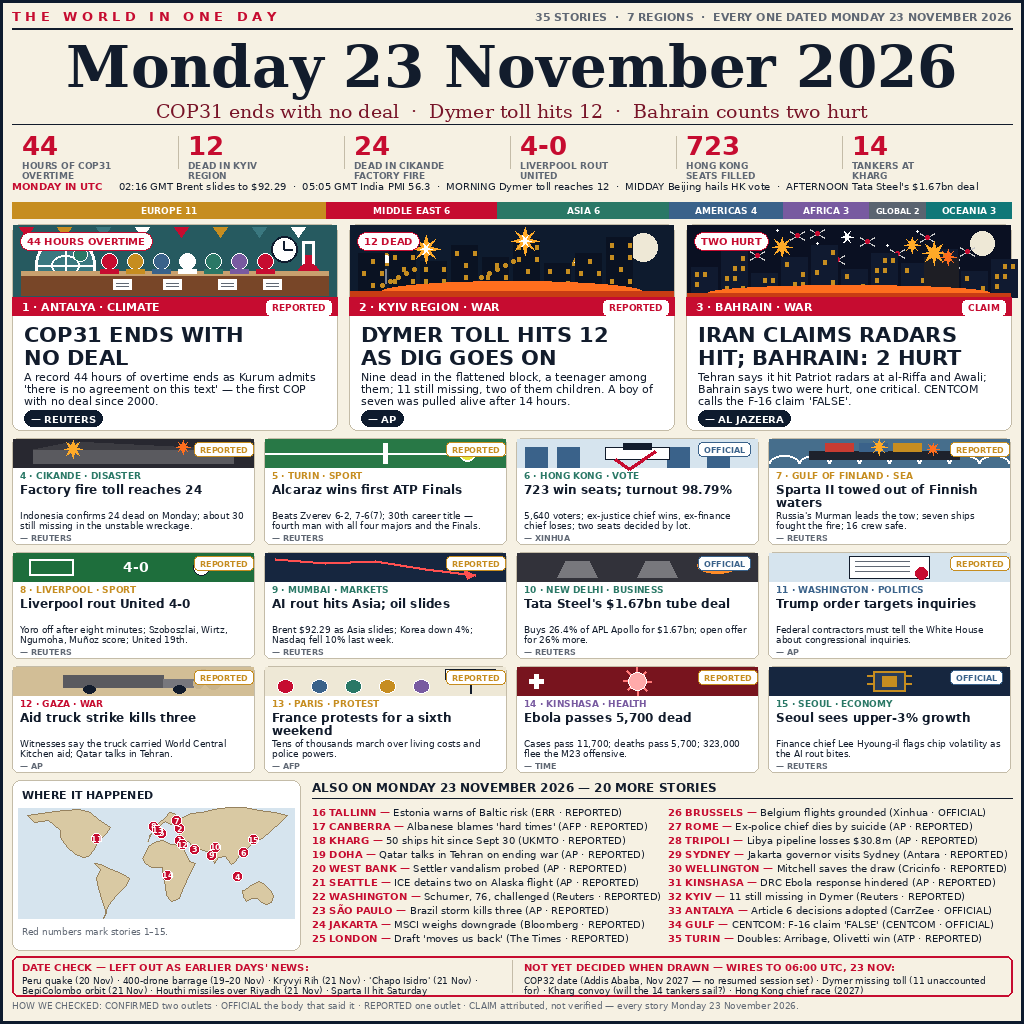 THE WORLD IN ONE DAY
35 STORIES · 7 REGIONS · EVERY ONE DATED MONDAY 23 NOVEMBER 2026
Monday 23 November 2026
COP31 ends with no deal · Dymer toll hits 12 · Bahrain counts two hurt
44
HOURS OF COP31
OVERTIME
12
DEAD IN KYIV
REGION
24
DEAD IN CIKANDE
FACTORY FIRE
4-0
LIVERPOOL ROUT
UNITED
723
HONG KONG
SEATS FILLED
14
TANKERS AT
KHARG
MONDAY IN UTC 02:16 GMT Brent slides to $92.29 · 05:05 GMT India PMI 56.3 · MORNING Dymer toll reaches 12 · MIDDAY Beijing hails HK vote · AFTERNOON Tata Steel's $1.67bn deal
EUROPE 11
MIDDLE EAST 6
ASIA 6
AMERICAS 4
AFRICA 3
GLOBAL 2
OCEANIA 3
44 HOURS OVERTIME
1 · ANTALYA · CLIMATE
REPORTED
COP31 ENDS WITH
NO DEAL
A record 44 hours of overtime ends as Kurum admits
'there is no agreement on this text' — the first COP
with no deal since 2000.
— REUTERS
12 DEAD
2 · KYIV REGION · WAR
REPORTED
DYMER TOLL HITS 12
AS DIG GOES ON
Nine dead in the flattened block, a teenager among
them; 11 still missing, two of them children. A boy of
seven was pulled alive after 14 hours.
— AP
TWO HURT
3 · BAHRAIN · WAR
CLAIM
IRAN CLAIMS RADARS
HIT; BAHRAIN: 2 HURT
Tehran says it hit Patriot radars at al-Riffa and Awali;
Bahrain says two were hurt, one critical. CENTCOM
calls the F-16 claim 'FALSE'.
— AL JAZEERA
REPORTED
4 · CIKANDE · DISASTER
Factory fire toll reaches 24
Indonesia confirms 24 dead on Monday; about 30
still missing in the unstable wreckage.
— REUTERS
REPORTED
5 · TURIN · SPORT
Alcaraz wins first ATP Finals
Beats Zverev 6-2, 7-6(7); 30th career title —
fourth man with all four majors and the Finals.
— REUTERS
OFFICIAL
6 · HONG KONG · VOTE
723 win seats; turnout 98.79%
5,640 voters; ex-justice chief wins, ex-finance
chief loses; two seats decided by lot.
— XINHUA
REPORTED
7 · GULF OF FINLAND · SEA
Sparta II towed out of Finnish
waters
Russia's Murman leads the tow; seven ships
fought the fire; 16 crew safe.
— REUTERS
4-0
REPORTED
8 · LIVERPOOL · SPORT
Liverpool rout United 4-0
Yoro off after eight minutes; Szoboszlai, Wirtz,
Ngumoha, Muñoz score; United 19th.
— REUTERS
REPORTED
9 · MUMBAI · MARKETS
AI rout hits Asia; oil slides
Brent $92.29 as Asia slides; Korea down 4%;
Nasdaq fell 10% last week.
— REUTERS
OFFICIAL
10 · NEW DELHI · BUSINESS
Tata Steel's $1.67bn tube deal
Buys 26.4% of APL Apollo for $1.67bn; open offer
for 26% more.
— REUTERS
REPORTED
11 · WASHINGTON · POLITICS
Trump order targets inquiries
Federal contractors must tell the White House
about congressional inquiries.
— AP
REPORTED
12 · GAZA · WAR
Aid truck strike kills three
Witnesses say the truck carried World Central
Kitchen aid; Qatar talks in Tehran.
— AP
REPORTED
13 · PARIS · PROTEST
France protests for a sixth
weekend
Tens of thousands march over living costs and
police powers.
— AFP
REPORTED
14 · KINSHASA · HEALTH
Ebola passes 5,700 dead
Cases pass 11,700; deaths pass 5,700; 323,000
flee the M23 offensive.
— TIME
OFFICIAL
15 · SEOUL · ECONOMY
Seoul sees upper-3% growth
Finance chief Lee Hyoung-il flags chip volatility as
the AI rout bites.
— REUTERS
WHERE IT HAPPENED
Red numbers mark stories 1–15.
ALSO ON MONDAY 23 NOVEMBER 2026 — 20 MORE STORIES
16 TALLINN — Estonia warns of Baltic risk (ERR · REPORTED)
17 CANBERRA — Albanese blames 'hard times' (AFP · REPORTED)
18 KHARG — 50 ships hit since Sept 30 (UKMTO · REPORTED)
19 DOHA — Qatar talks in Tehran on ending war (AP · REPORTED)
20 WEST BANK — Settler vandalism probed (AP · REPORTED)
21 SEATTLE — ICE detains two on Alaska flight (AP · REPORTED)
22 WASHINGTON — Schumer, 76, challenged (Reuters · REPORTED)
23 SÃO PAULO — Brazil storm kills three (AP · REPORTED)
24 JAKARTA — MSCI weighs downgrade (Bloomberg · REPORTED)
25 LONDON — Draft 'moves us back' (The Times · REPORTED)
26 BRUSSELS — Belgium flights grounded (Xinhua · OFFICIAL)
27 ROME — Ex-police chief dies by suicide (AP · REPORTED)
28 TRIPOLI — Libya pipeline losses $30.8m (AP · REPORTED)
29 SYDNEY — Jakarta governor visits Sydney (Antara · REPORTED)
30 WELLINGTON — Mitchell saves the draw (Cricinfo · REPORTED)
31 KINSHASA — DRC Ebola response hindered (AP · REPORTED)
32 KYIV — 11 still missing in Dymer (Reuters · REPORTED)
33 ANTALYA — Article 6 decisions adopted (CarrZee · OFFICIAL)
34 GULF — CENTCOM: F-16 claim 'FALSE' (CENTCOM · OFFICIAL)
35 TURIN — Doubles: Arribage, Olivetti win (ATP · REPORTED)
DATE CHECK — LEFT OUT AS EARLIER DAYS' NEWS:
Peru quake (20 Nov) · 400-drone barrage (19–20 Nov) · Kryvyi Rih (21 Nov) · 'Chapo Isidro' (21 Nov) ·
BepiColombo orbit (21 Nov) · Houthi missiles over Riyadh (21 Nov) · Sparta II hit Saturday
NOT YET DECIDED WHEN DRAWN — WIRES TO 06:00 UTC, 23 NOV:
COP32 date (Addis Ababa, Nov 2027 — no resumed session set) · Dymer missing toll (11 unaccounted
for) · Kharg convoy (will the 14 tankers sail?) · Hong Kong chief race (2027)
HOW WE CHECKED: CONFIRMED two outlets · OFFICIAL the body that said it · REPORTED one outlet · CLAIM attributed, not verified — every story Monday 23 November 2026.